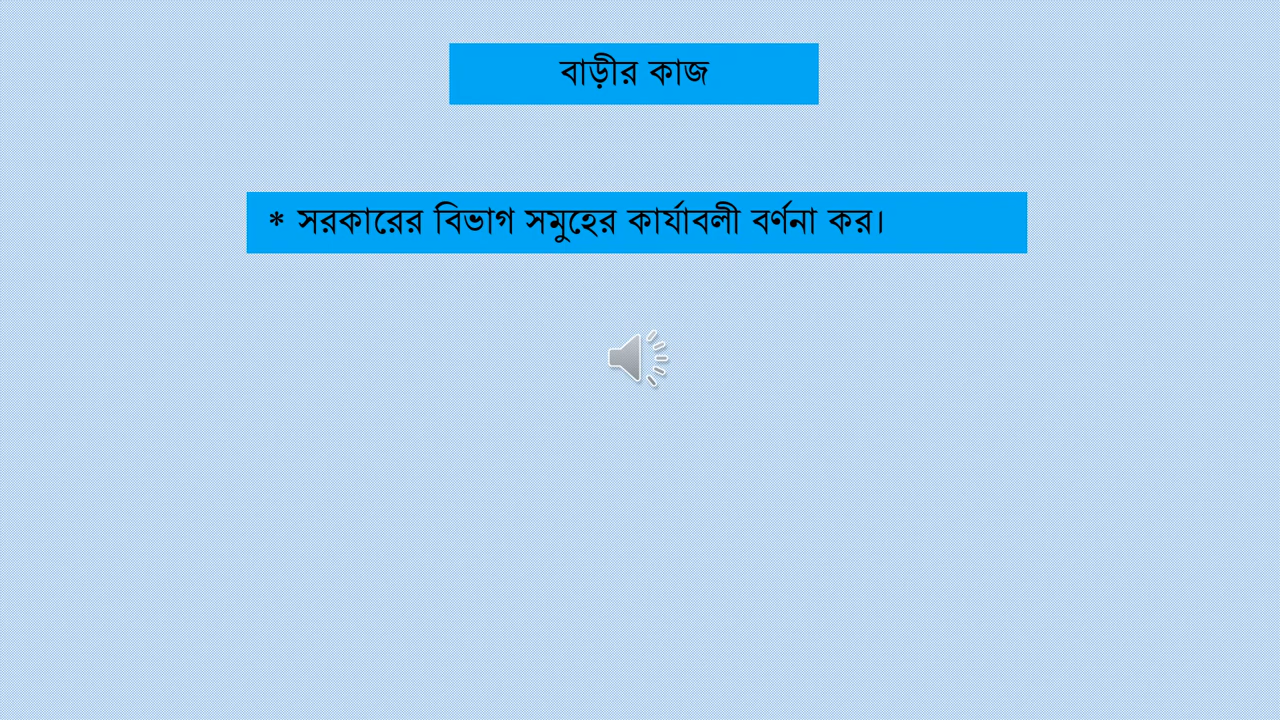 বাড়ীর কাজ
* সরকারের বিভাগ সমুহের কার্যাবলী বর্ণনা কর।